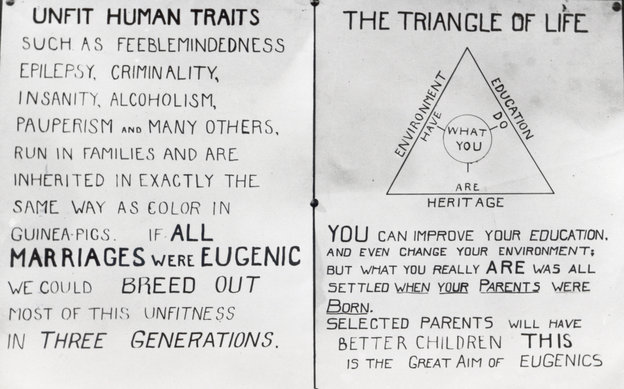 UNFIT HUMAN TRAITS
SUCH AS FEEBLEMINDEDNESS
EPILEPSY, CRIMINALITY,
INSANITY, ALCOHOLISM,
PAUPERISM AND MANY OTHERS,
RUN IN FAMILIES AND ARE
INHERITED IN EXACTLY THE
SAME WAY AS COLOR IN
GUINEA-PIGS. IF ALL
MARRIAGES WERE EUGENIC
WE COULD BREED OUT
MOST OF THIS UNFITNESS
IN THREE GENERATIONS.
THE TRIANGLE OF LIFE
ENVIRONMENT
EDUCATION
HAVE
DO
WHAT
YOU
ARE
HERITAGE
YOU CAN IMPROVE YOUR EDUCATION,
AND EVEN CHANGE YOUR ENVIRONMENT;
BUT WHAT YOU REALLY ARE WAS ALL
SETTLED WHEN YOUR PARENTS WERE
BORN.
SELECTED PARENTS WILL HAVE
BETTER CHILDREN THIS
IS THE GREAT AIM OF EUGENICS